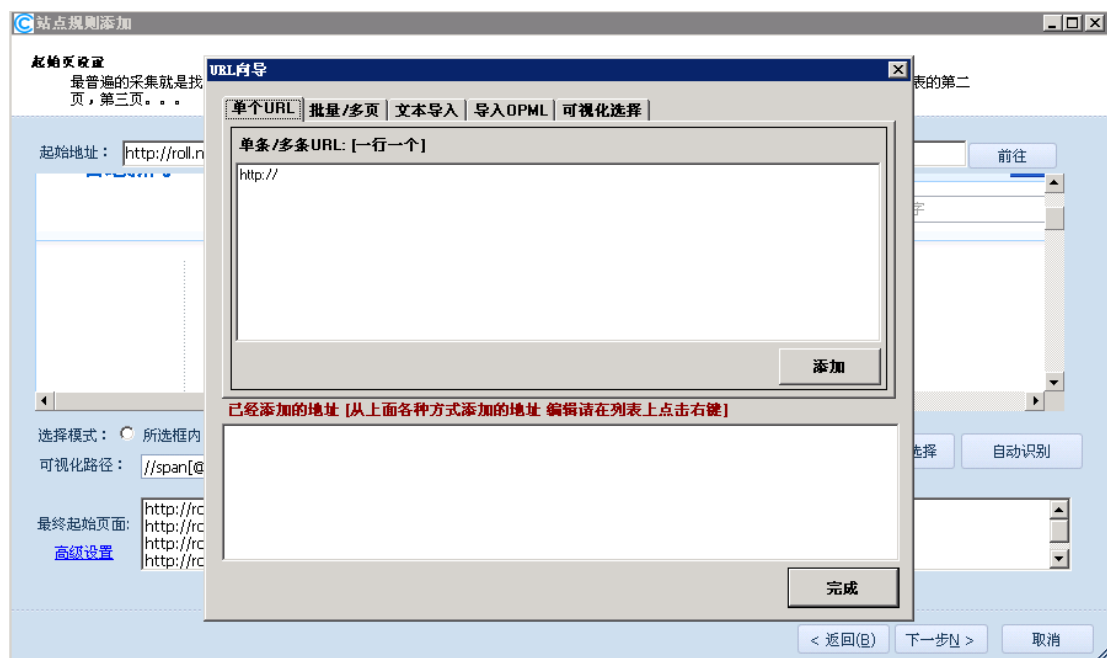 站点规则添加
起始页设置
最普遍的采集就是找
表的第二
页，第三页。。。
URL向导
单个URL 批量/多页 文本导入 导入OPML 可视化选择
单条/多条URL: [一行一个]
http://
添加
已经添加的地址 [从上面各种方式添加的地址 编辑请在列表上点击右键]
完成
起始地址： http://roll.n
前往
字
选择模式： 所选框内
选择
自动识别
可视化路径： //span[@
最终起始页面: http://rc
http://rc
http://rc
http://rc
高级设置
< 返回(B) 下一步N > 取消